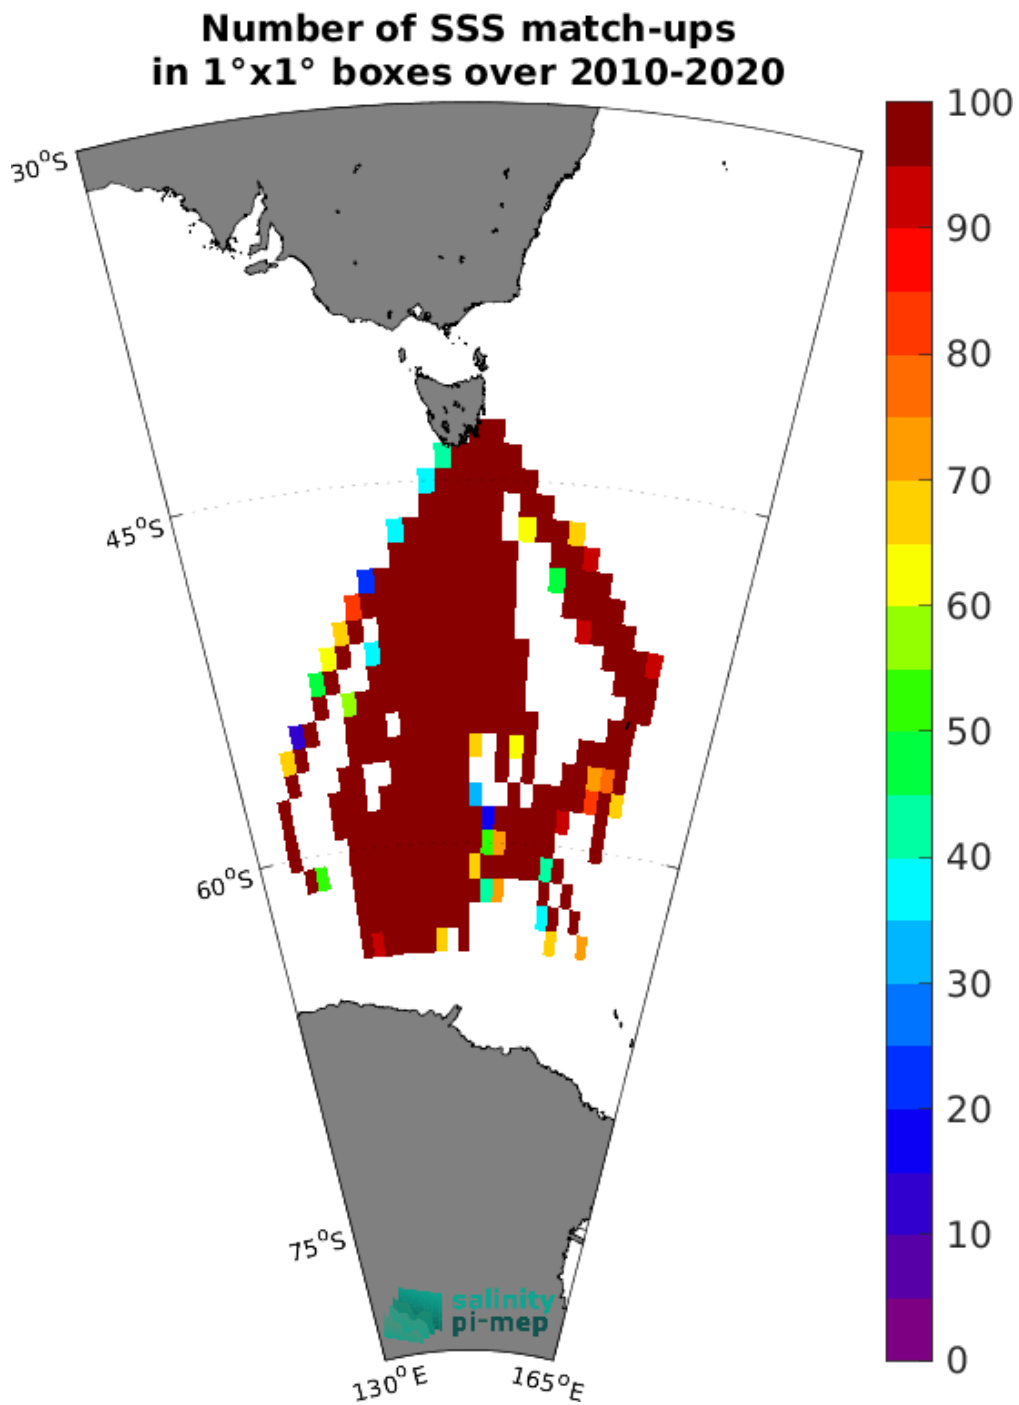 Number of SSS match-ups
in 1°x1° boxes over 2010-2020
100
90
80
70
60
50
40
30
20
10
0
30°S
45°S
60°S
75°S
130°E
165°E
salinity
pi-mep